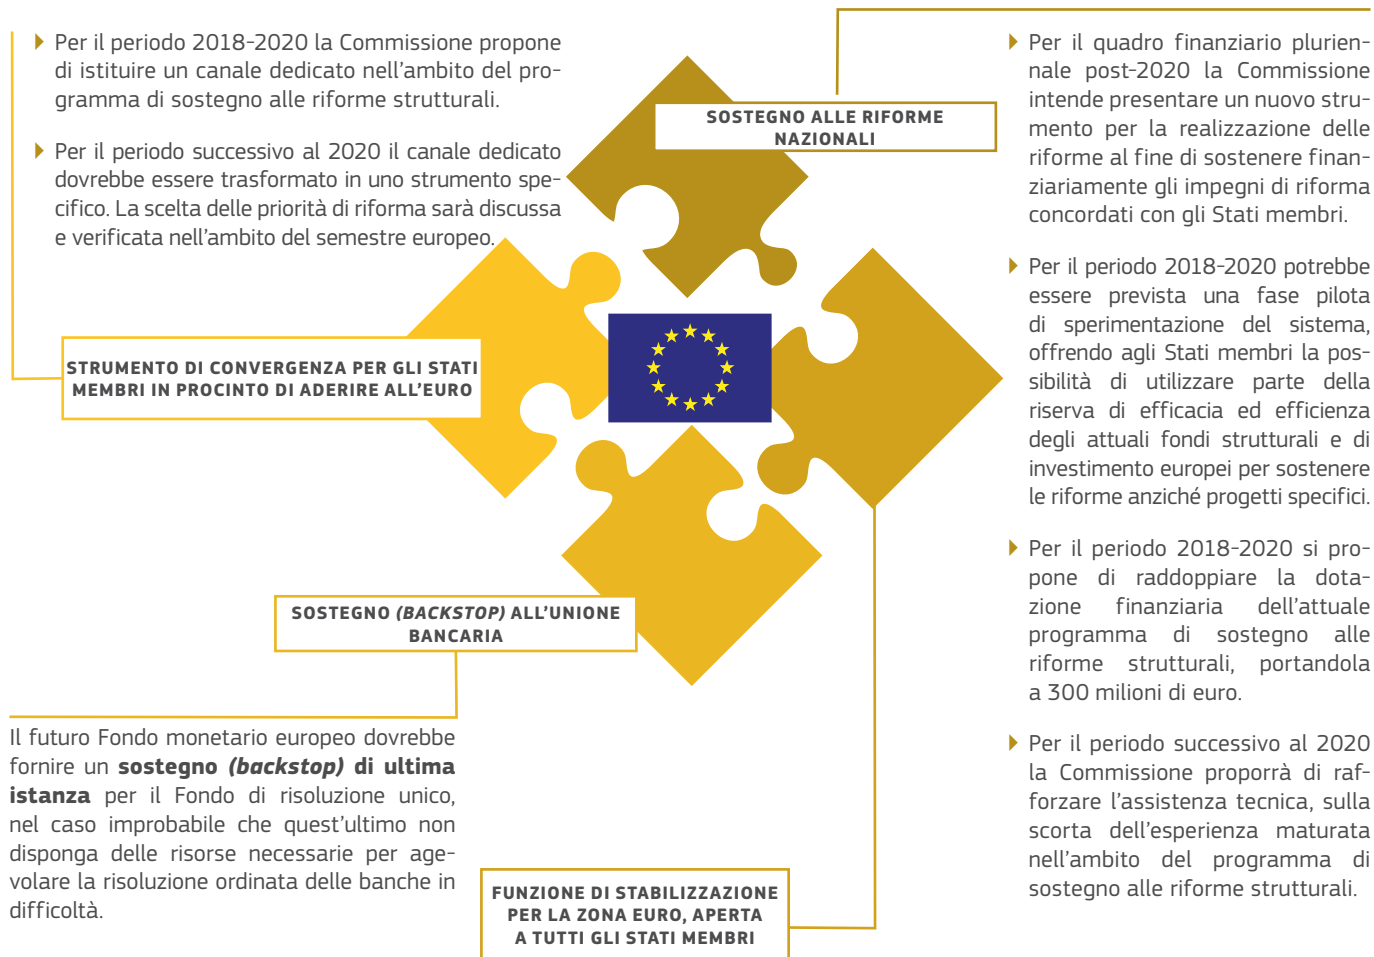 Per il periodo 2018-2020 la Commissione propone
di istituire un canale dedicato nell'ambito del pro-
gramma di sostegno alle riforme strutturali.
Per il periodo successivo al 2020 il canale dedicato
dovrebbe essere trasformato in uno strumento spe-
cifico. La scelta delle priorità di riforma sarà discussa
e verificata nell'ambito del semestre europeo.
STRUMENTO DI CONVERGENZA PER GLI STATI
MEMBRI IN PROCINTO DI ADERIRE ALL'EURO
SOSTEGNO ALLE RIFORME
NAZIONALI
Per il quadro finanziario plurien-
nale post-2020 la Commissione
intende presentare un nuovo stru-
mento per la realizzazione delle
riforme al fine di sostenere finan-
ziariamente gli impegni di riforma
concordati con gli Stati membri.
Per il periodo 2018-2020 potrebbe
essere prevista una fase pilota
di sperimentazione del sistema,
offrendo agli Stati membri la pos-
sibilità di utilizzare parte della
riserva di efficacia ed efficienza
degli attuali fondi strutturali e di
investimento europei per sostenere
le riforme anziché progetti specifici.
Per il periodo 2018-2020 si pro-
pone di raddoppiare la dota-
zione finanziaria dell'attuale
programma di sostegno alle
riforme strutturali, portandola
a 300 milioni di euro.
Per il periodo successivo al 2020
la Commissione proporrà di raf-
forzare l'assistenza tecnica, sulla
scorta dell'esperienza maturata
nell'ambito del programma di
sostegno alle riforme strutturali.
SOSTEGNO (BACKSTOP) ALL'UNIONE
BANCARIA
Il futuro Fondo monetario europeo dovrebbe
fornire un sostegno (backstop) di ultima
istanza per il Fondo di risoluzione unico,
nel caso improbabile che quest'ultimo non
disponga delle risorse necessarie per age-
volare la risoluzione ordinata delle banche in
difficoltà.
FUNZIONE DI STABILIZZAZIONE
PER LA ZONA EURO, APERTA
A TUTTI GLI STATI MEMBRI